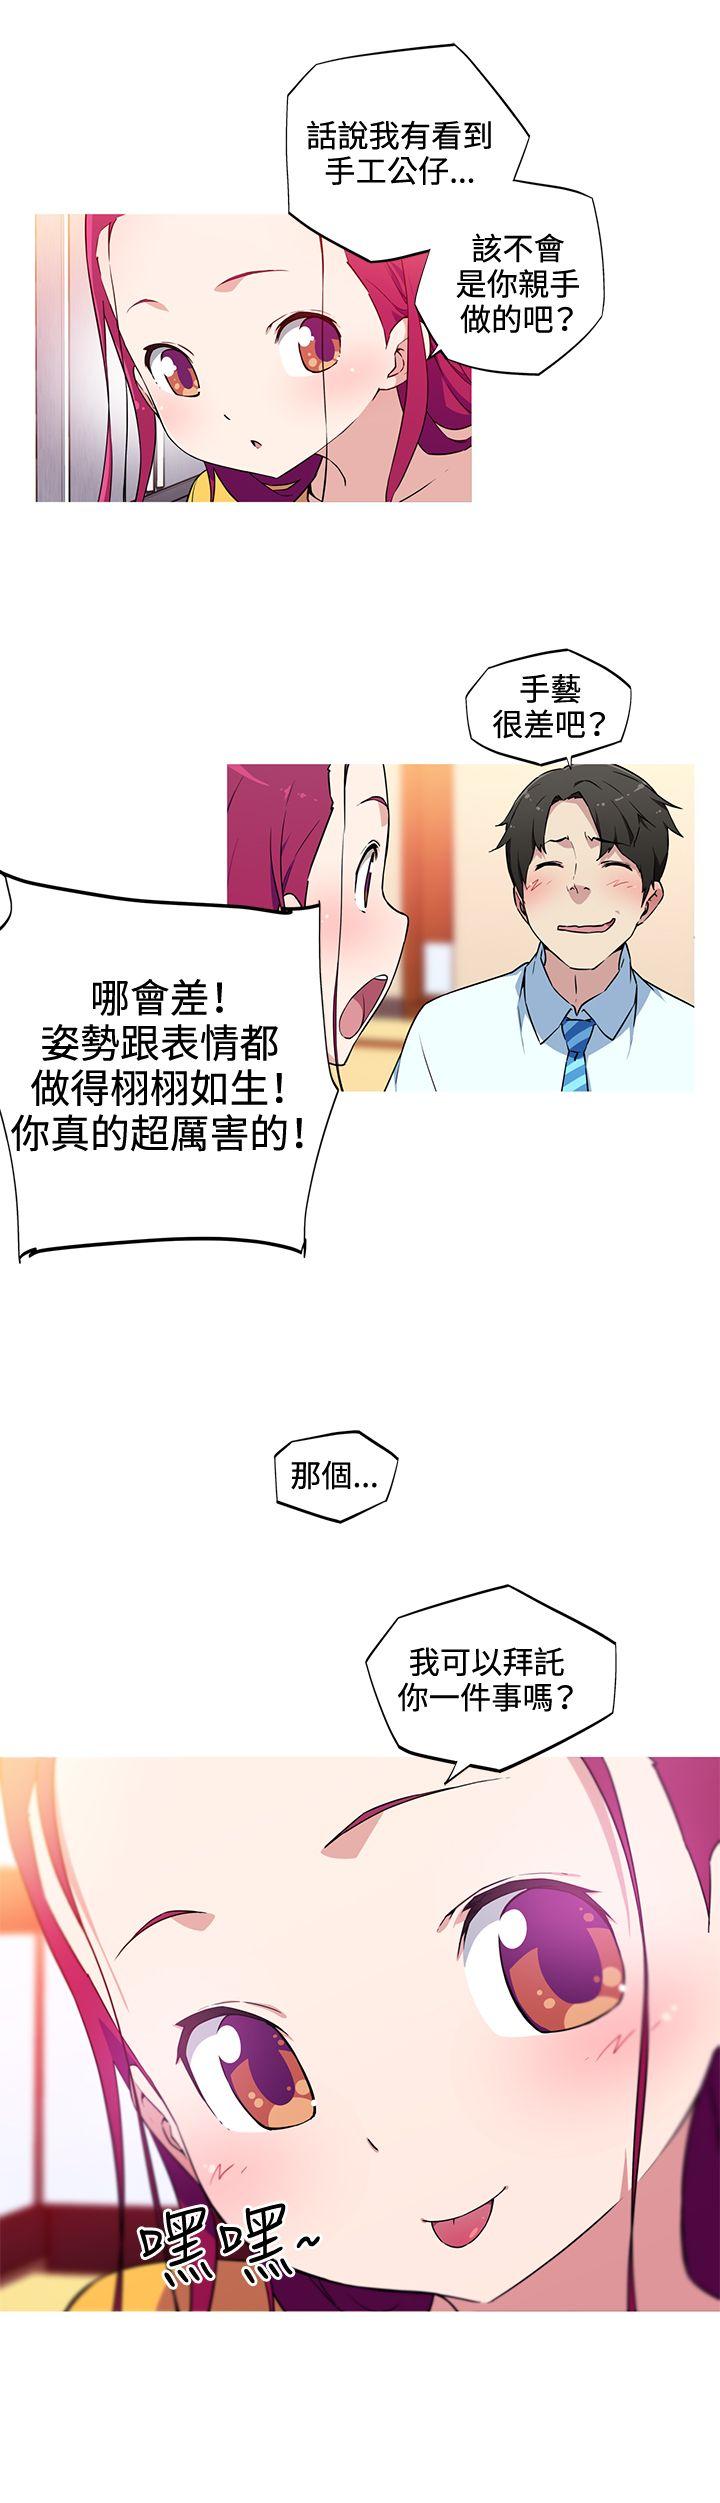 話說我有看到
手工公仔...
該不會
是你親手
做的吧？
手藝
很差吧？
哪會差！
姿勢跟表情都
做得栩栩如生！
你真的超厲害的！
那個...
我可以拜託
你一件事嗎？
嘿嘿~